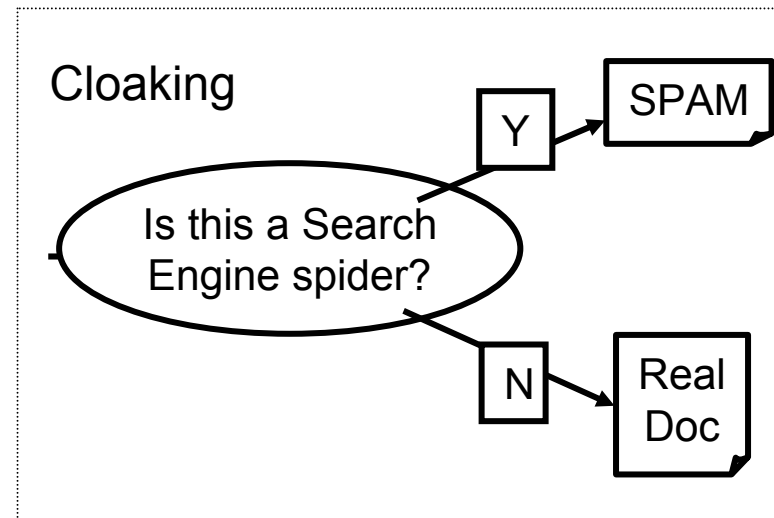 Cloaking
SPAM
Y
Is this a Search
Engine spider?
N
Real
Doc